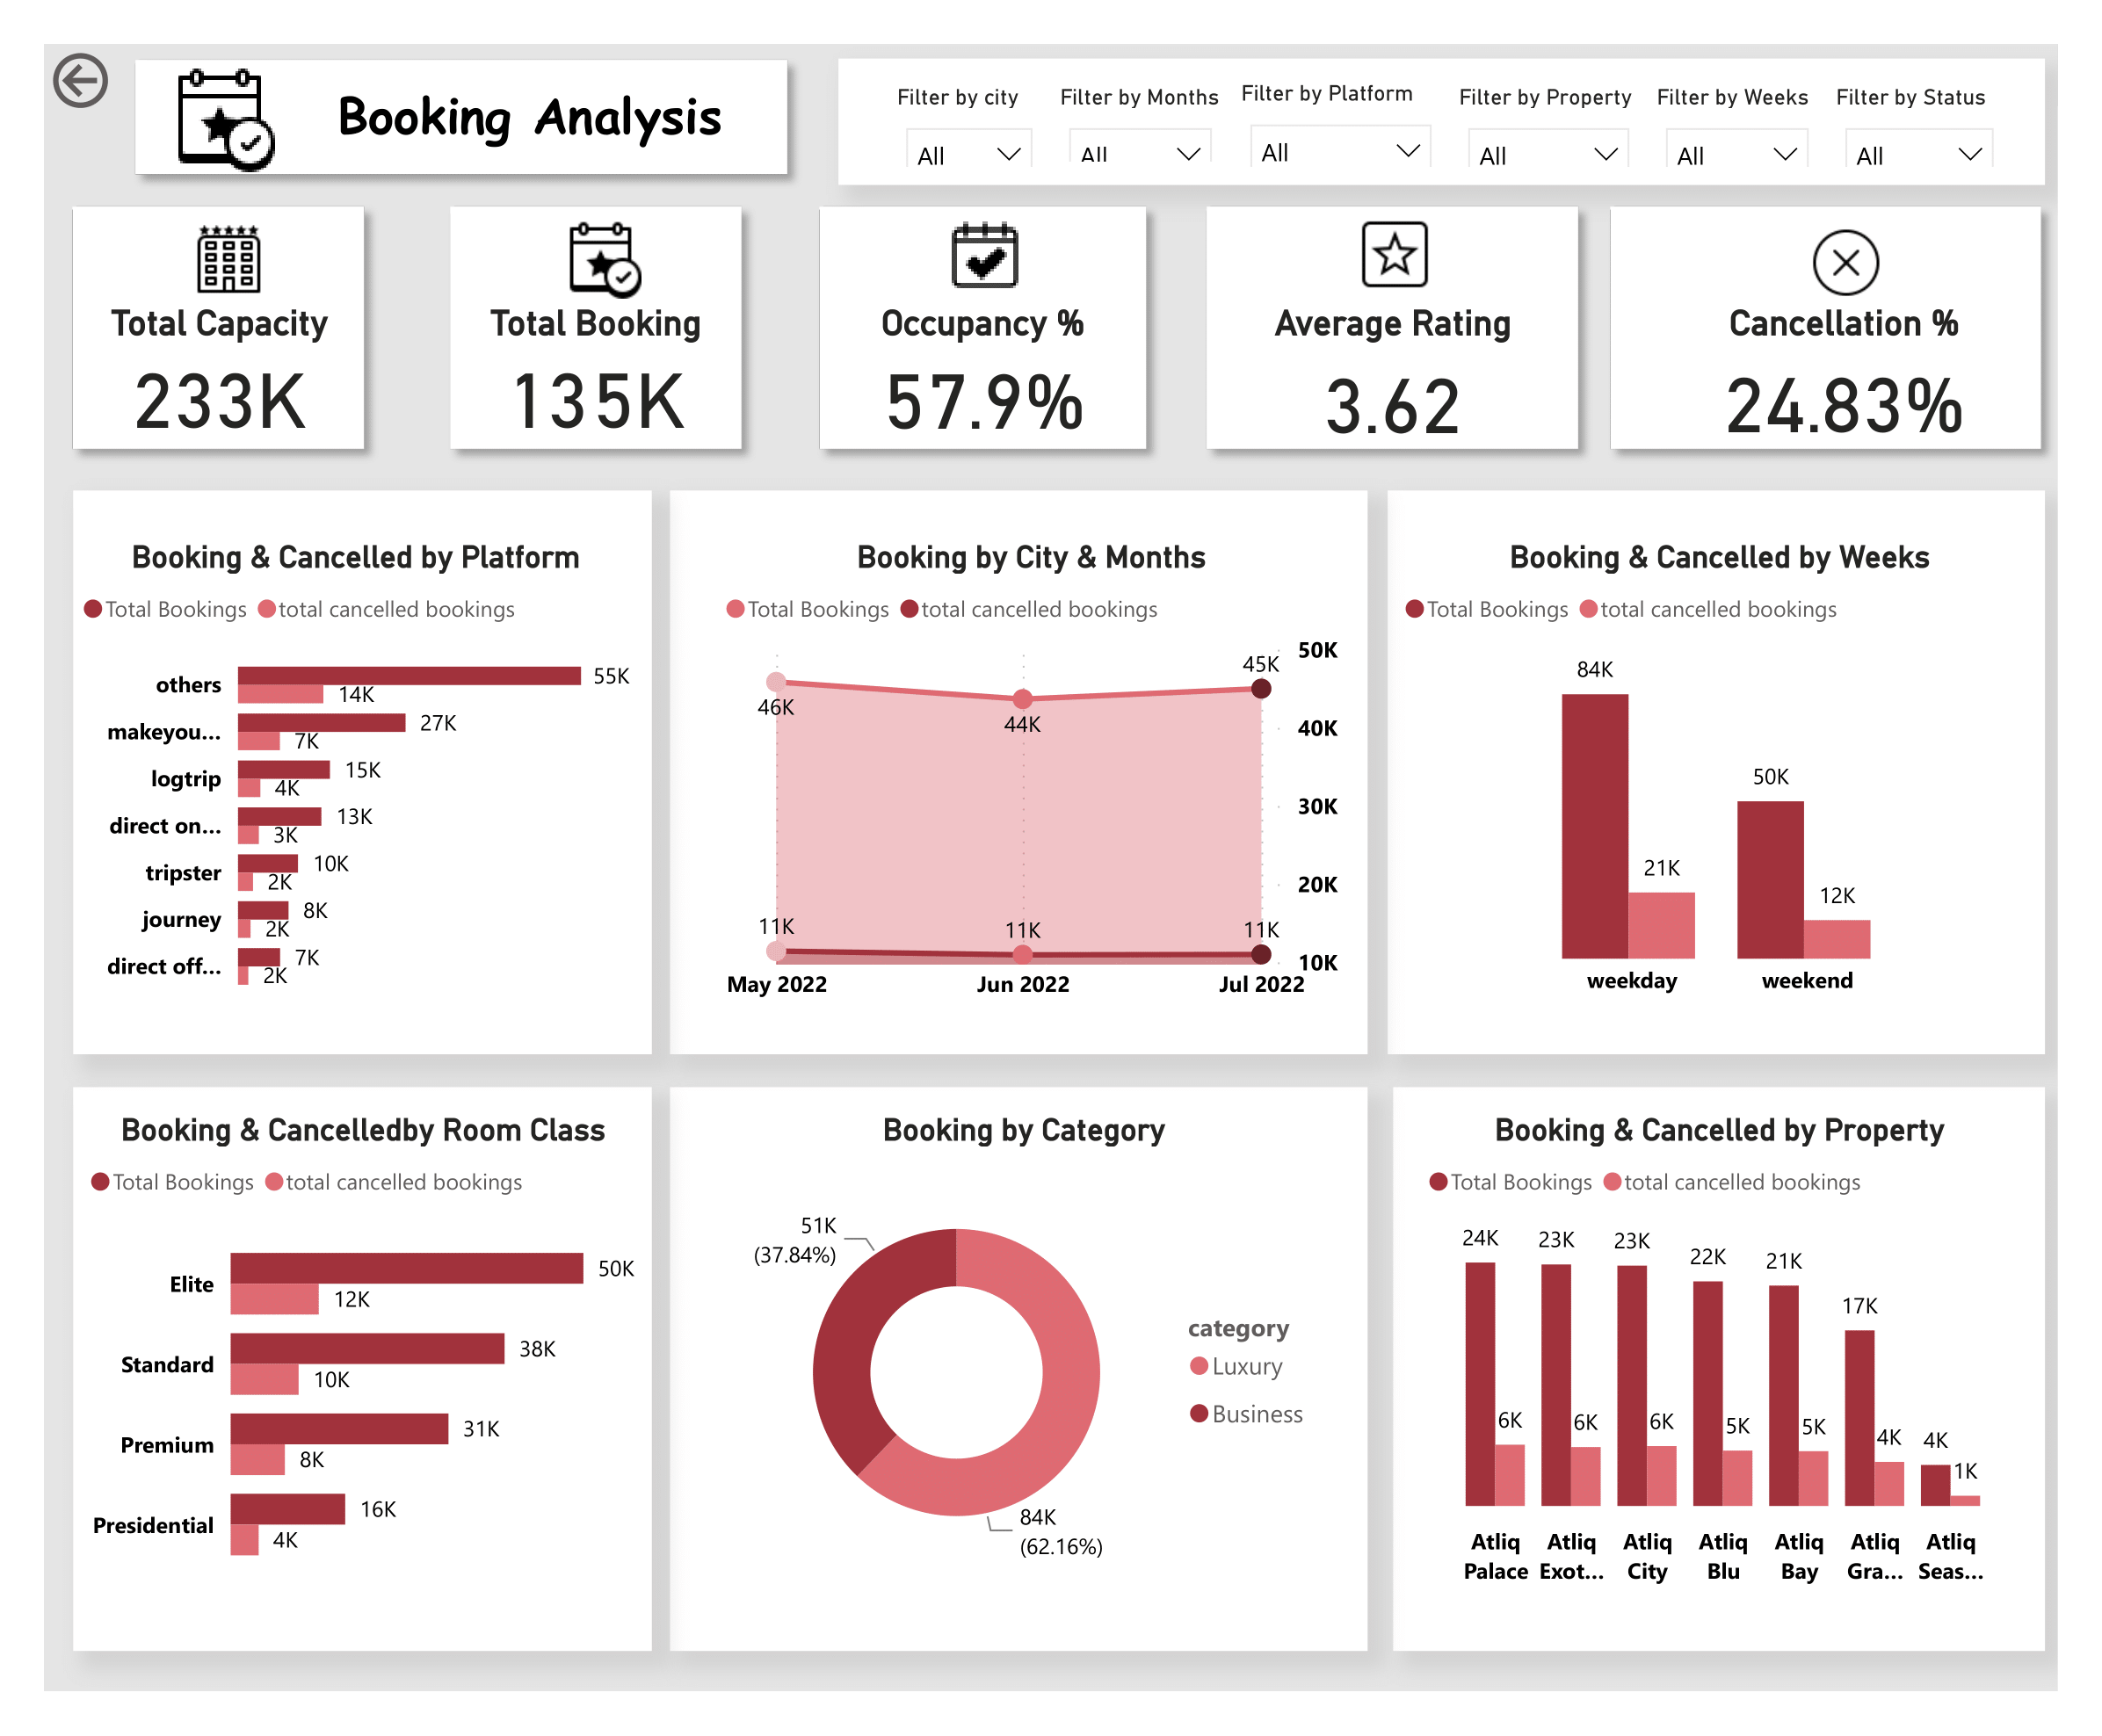 Booking Analysis
Filter by city
Filter by Months
Filter by Platform
Filter by Property
Filter by Weeks
Filter by Status
All
All
All
All
All
All
Total Capacity
233K
Total Booking
135K
Occupancy %
57.9%
Average Rating
3.62
Cancellation %
24.83%
Booking & Cancelled by Platform
Total Bookings total cancelled bookings
others 55K
14K
makeyou... 27K
7K
logtrip 15K
4K
direct on... 13K
3K
tripster 10K
2K
journey 8K
2K
direct off... 7K
2K
Booking by City & Months
Total Bookings total cancelled bookings
50K
40K
30K
20K
10K
46K
44K
45K
11K
11K
11K
May 2022
Jun 2022
Jul 2022
Booking & Cancelled by Weeks
Total Bookings total cancelled bookings
84K
21K
50K
12K
weekday
weekend
Booking & Cancelledby Room Class
Total Bookings total cancelled bookings
Elite 50K
12K
Standard 38K
10K
Premium 31K
8K
Presidential 16K
4K
Booking by Category
51K
(37.84%)
84K
(62.16%)
category
Luxury
Business
Booking & Cancelled by Property
Total Bookings total cancelled bookings
24K
6K
23K
6K
23K
6K
22K
5K
21K
5K
17K
4K
4K
1K
Atliq
Palace
Atliq
Exot...
Atliq
City
Atliq
Blu
Atliq
Bay
Atliq
Gra...
Atliq
Seas...